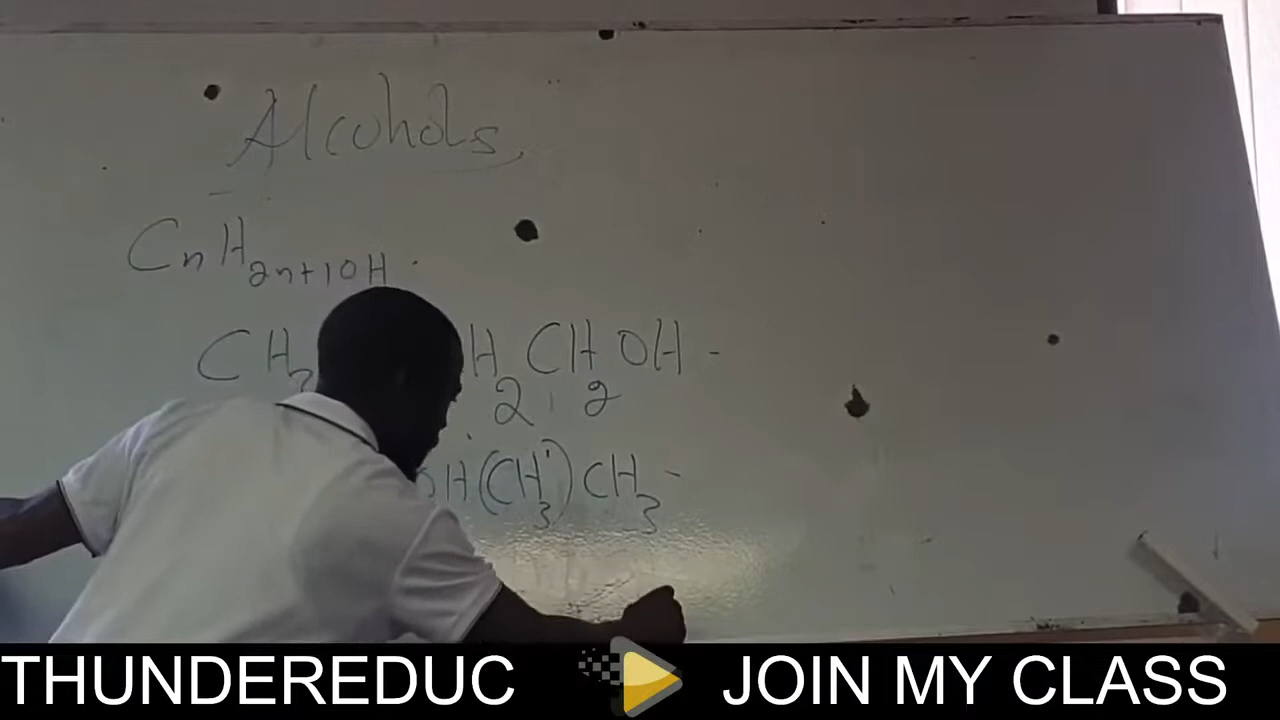 Alcohols
CnH2n+1OH.
CH3 H2CH2OH -
H(CH3)CH3 -
THUNDEREDUC JOIN MY CLASS